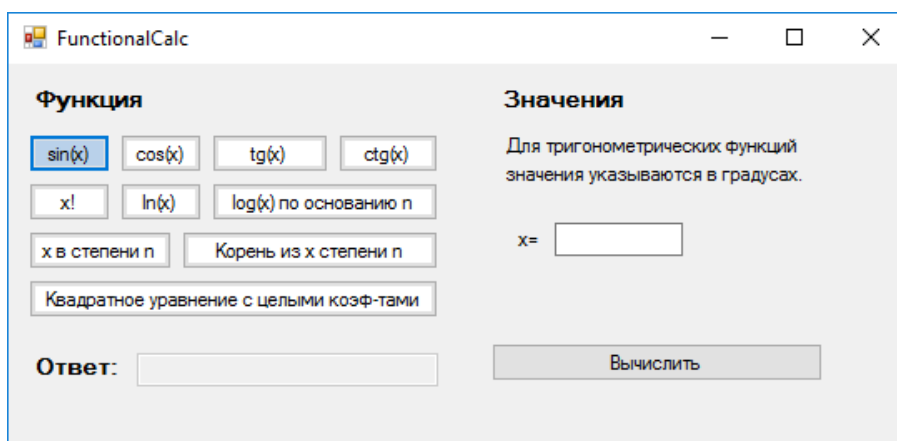 FunctionalCalc
Функция
sin(x) cos(x) tg(x) ctg(x)
x! ln(x) log(x) по основанию n
x в степени n Корень из x степени n
Квадратное уравнение с целыми коэф-тами
Ответ:
Значения
Для тригонометрических функций
значения указываются в градусах.
x=
Вычислить